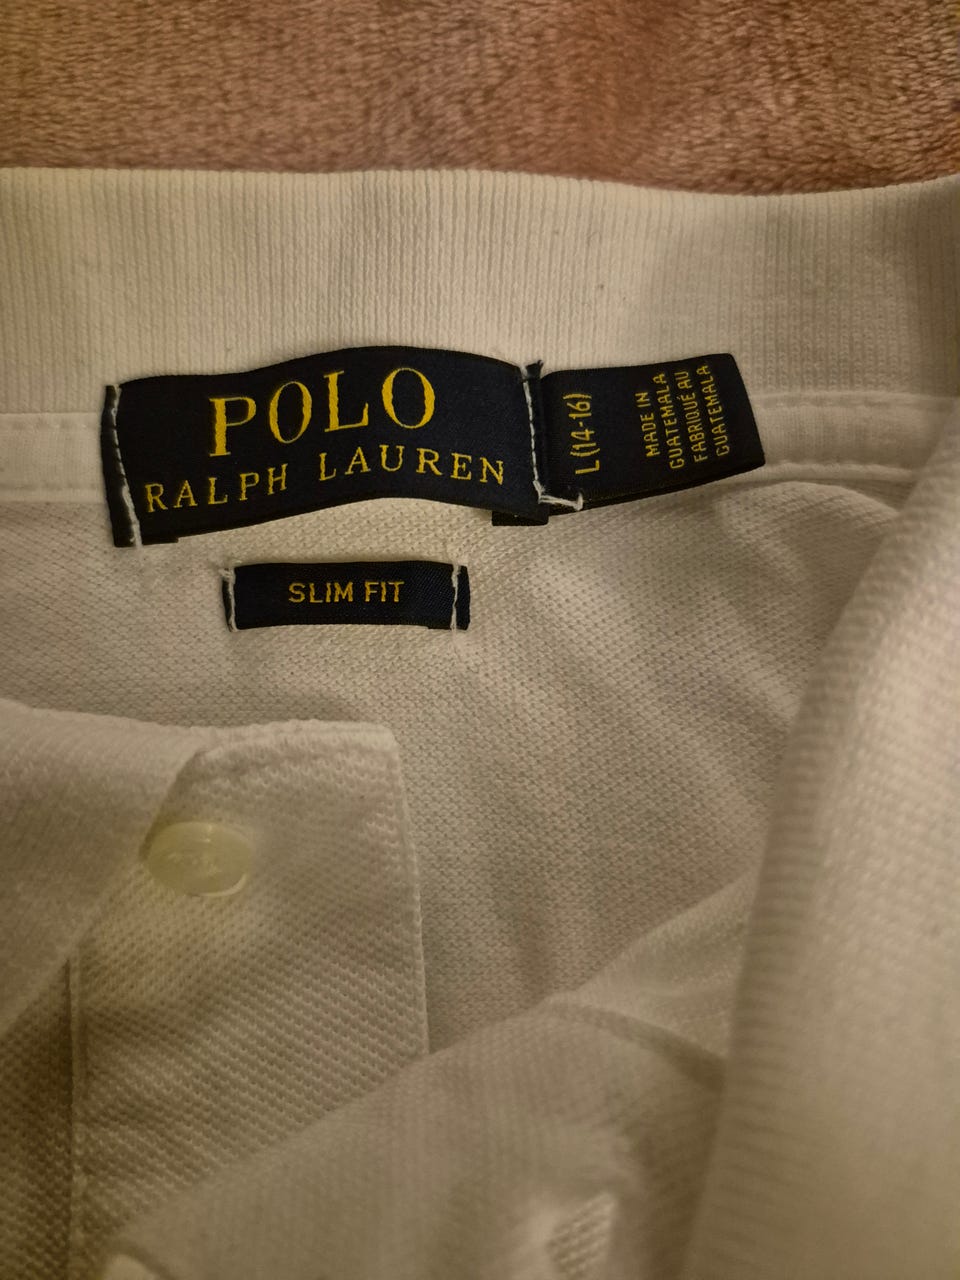 POLO
RALPH LAUREN
L (14-16)
MADE IN
GUATEMALA
FABRIQUÉ AU
GUATEMALA
SLIM FIT